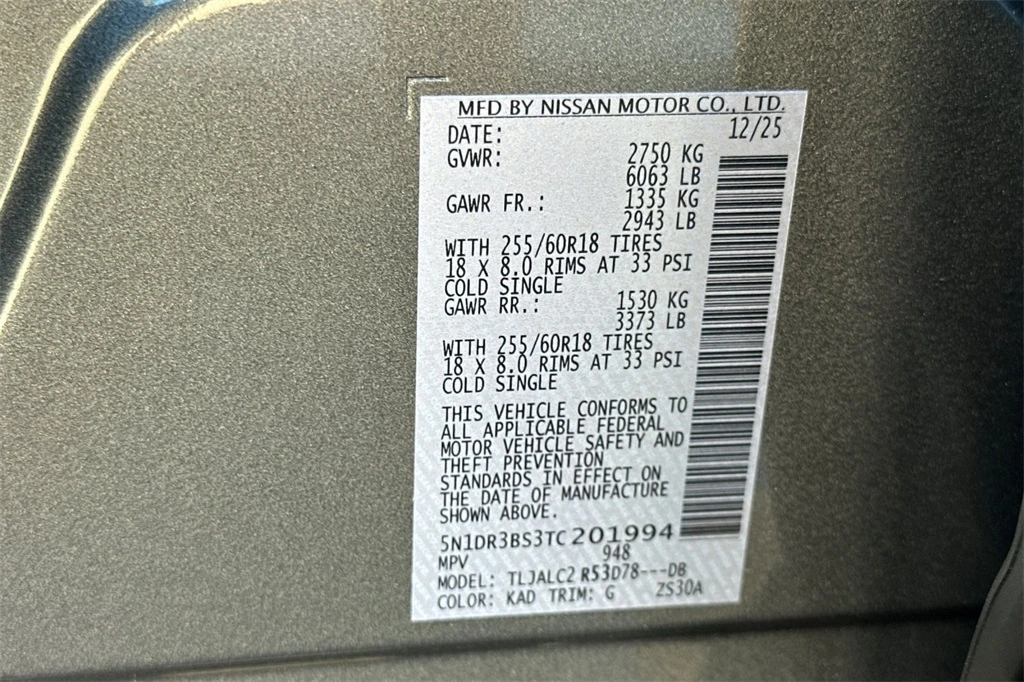 MFD BY NISSAN MOTOR CO., LTD.
DATE: 12/25
GVWR: 2750 KG
6063 LB
GAWR FR.: 1335 KG
2943 LB
WITH 255/60R18 TIRES
18 X 8.0 RIMS AT 33 PSI
COLD SINGLE
GAWR RR.: 1530 KG
3373 LB
WITH 255/60R18 TIRES
18 X 8.0 RIMS AT 33 PSI
COLD SINGLE
THIS VEHICLE CONFORMS TO
ALL APPLICABLE FEDERAL
MOTOR VEHICLE SAFETY AND
THEFT PREVENTION
STANDARDS IN EFFECT ON
THE DATE OF MANUFACTURE
SHOWN ABOVE.
5N1DR3BS3TC201994
MPV 948
MODEL: TLJALC2 R53D78---DB
COLOR: KAD TRIM: G ZS30A